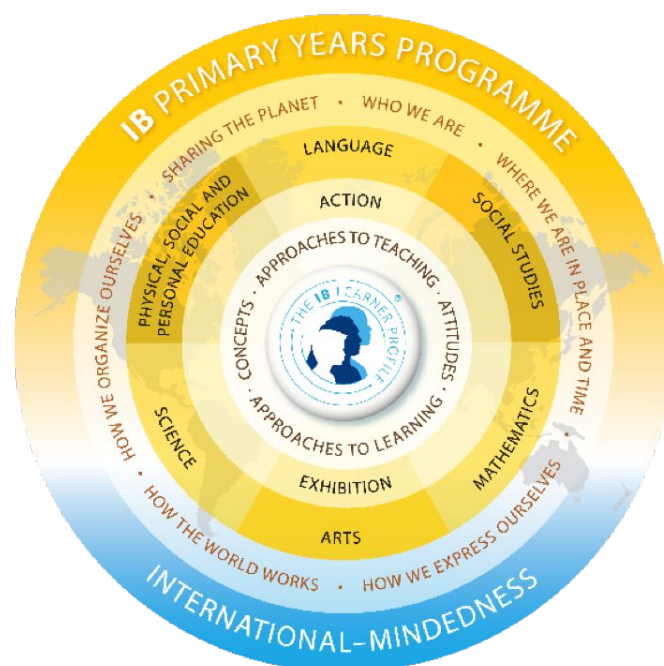 IB PRIMARY YEARS PROGRAMME
SHARING THE PLANET • WHO WE ARE • WHERE WE ARE IN PLACE AND TIME • HOW WE EXPRESS OURSELVES • HOW THE WORLD WORKS • HOW WE ORGANIZE OURSELVES •
LANGUAGE
SOCIAL STUDIES
MATHEMATICS
ARTS
SCIENCE
PHYSICAL, SOCIAL AND
PERSONAL EDUCATION
ACTION
EXHIBITION
APPROACHES TO TEACHING • ATTITUDES • APPROACHES TO LEARNING • CONCEPTS •
THE IB LEARNER PROFILE ®
INTERNATIONAL–MINDEDNESS